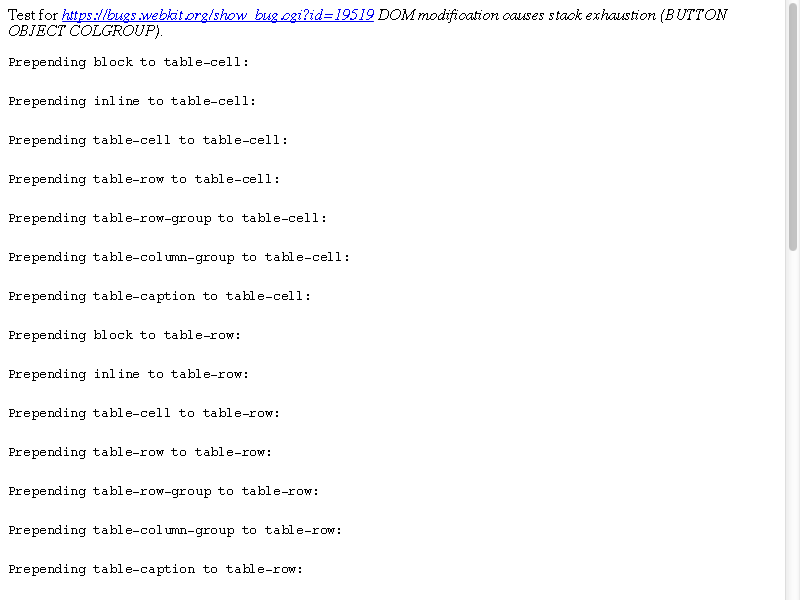 Test for https://bugs.webkit.org/show_bug.cgi?id=19519 DOM modification causes stack exhaustion (BUTTON
OBJECT COLGROUP).
Prepending block to table-cell:
Prepending inline to table-cell:
Prepending table-cell to table-cell:
Prepending table-row to table-cell:
Prepending table-row-group to table-cell:
Prepending table-column-group to table-cell:
Prepending table-caption to table-cell:
Prepending block to table-row:
Prepending inline to table-row:
Prepending table-cell to table-row:
Prepending table-row to table-row:
Prepending table-row-group to table-row:
Prepending table-column-group to table-row:
Prepending table-caption to table-row: